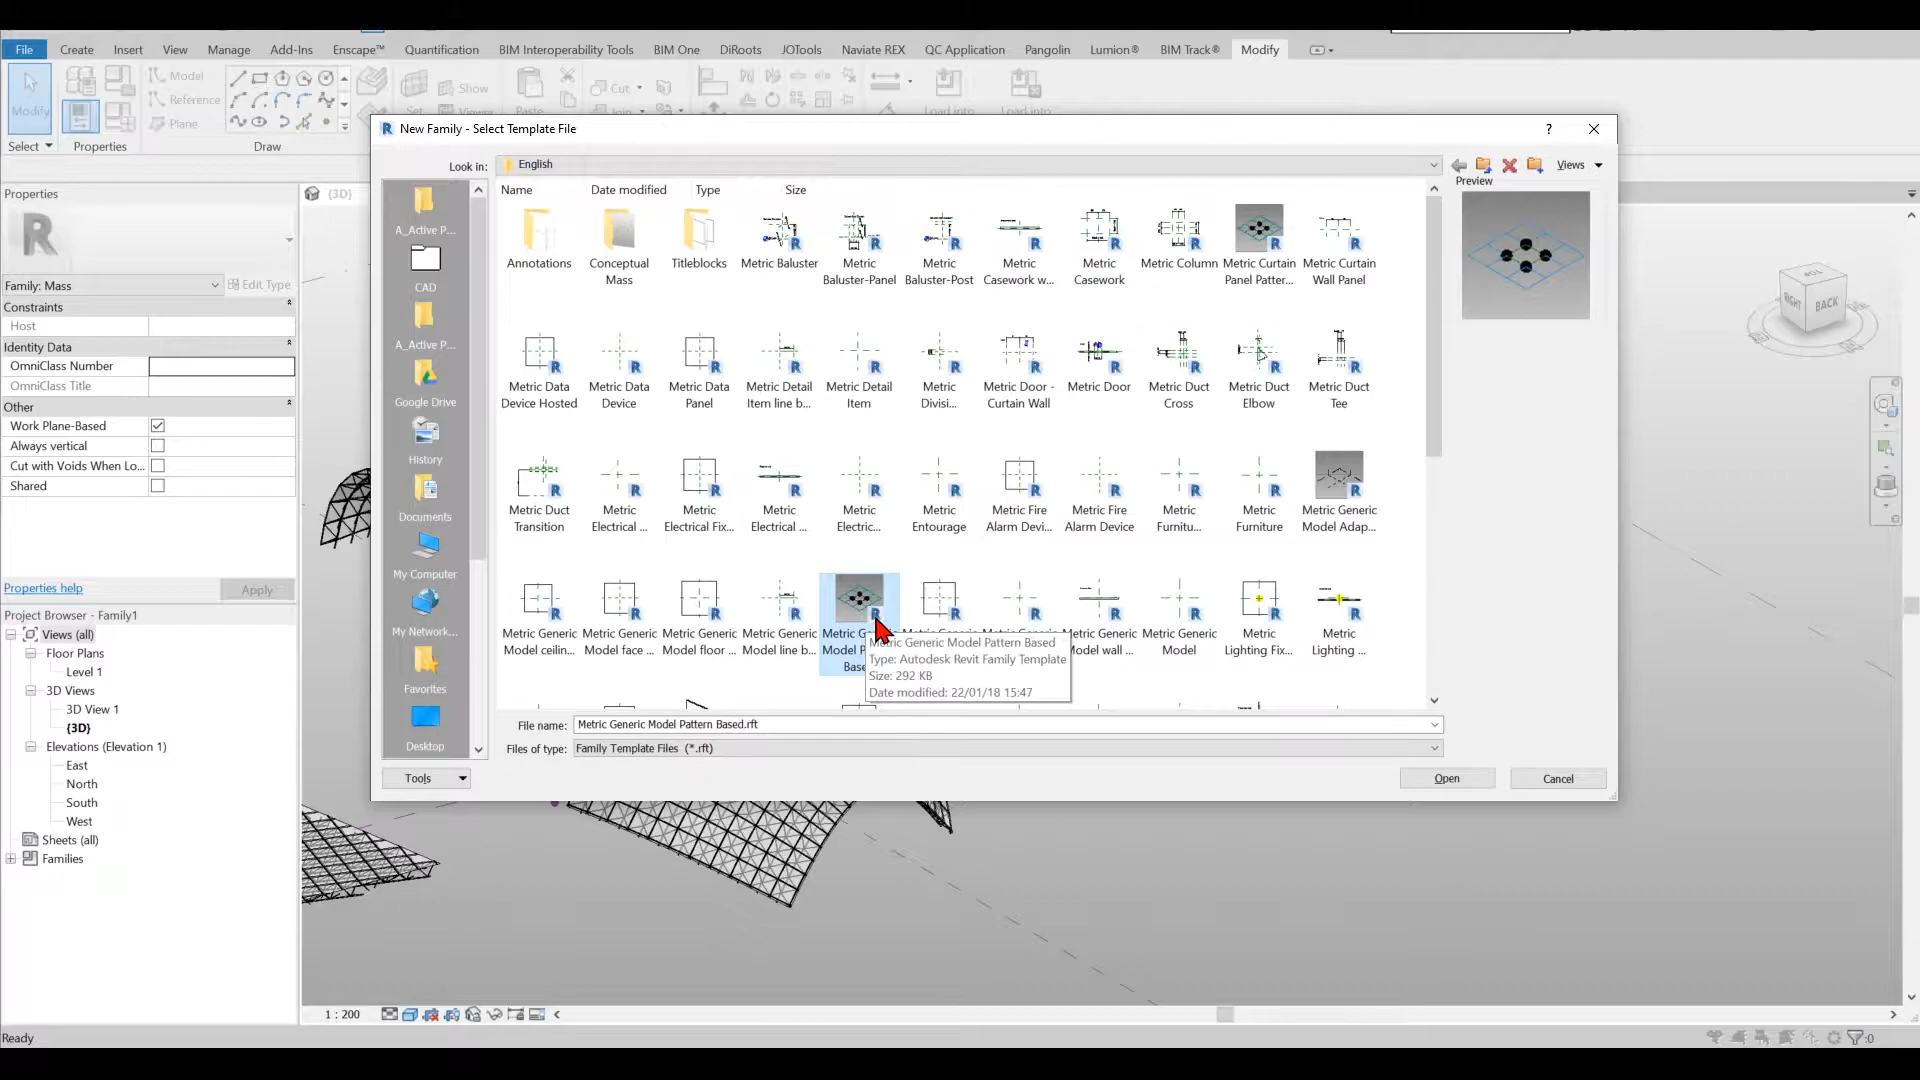 File Create Insert View Manage Add-Ins Enscape™ Quantification BIM Interoperability Tools BIM One DiRoots JOTools Naviate REX QC Application Pangolin Lumion® BIM Track® Modify
Model
Reference
Plane
Modify
Show
Cut
Select
Properties
Draw
New Family - Select Template File
Look in:
English
Views
Preview
Properties
{3D}
Family: Mass
Edit Type
Constraints
Host
Identity Data
OmniClass Number
OmniClass Title
Other
Work Plane-Based
Always vertical
Cut with Voids When Lo...
Shared
Properties help
Apply
Project Browser - Family1
Views (all)
Floor Plans
Level 1
3D Views
3D View 1
{3D}
Elevations (Elevation 1)
East
North
South
West
Sheets (all)
Families
A_Active P...
CAD
A_Active P...
Google Drive
History
Documents
My Computer
My Network...
Favorites
Desktop
Name Date modified Type Size
Annotations
Conceptual Mass
Titleblocks
Metric Baluster
Metric Baluster-Panel
Metric Baluster-Post
Metric Casework w...
Metric Casework
Metric Column
Metric Curtain Panel Patter...
Metric Curtain Wall Panel
Metric Data Device Hosted
Metric Data Device
Metric Data Panel
Metric Detail Item line b...
Metric Detail Item
Metric Divisi...
Metric Door - Curtain Wall
Metric Door
Metric Duct Cross
Metric Duct Elbow
Metric Duct Tee
Metric Duct Transition
Metric Electrical ...
Metric Electrical Fix...
Metric Electrical ...
Metric Electric...
Metric Entourage
Metric Fire Alarm Devi...
Metric Fire Alarm Device
Metric Furnitu...
Metric Furniture
Metric Generic Model Adap...
Metric Generic Model ceilin...
Metric Generic Model face ...
Metric Generic Model floor ...
Metric Generic Model line b...
Metric Generic Model wall ...
Metric Generic Model
Metric Lighting Fix...
Metric Lighting ...
Metric Generic Model Pattern Based
Type: Autodesk Revit Family Template
Size: 292 KB
Date modified: 22/01/18 15:47
File name: Metric Generic Model Pattern Based.rft
Files of type: Family Template Files (*.rft)
Tools
Open
Cancel
TOP
RIGHT
BACK
1 : 200
Ready
:0